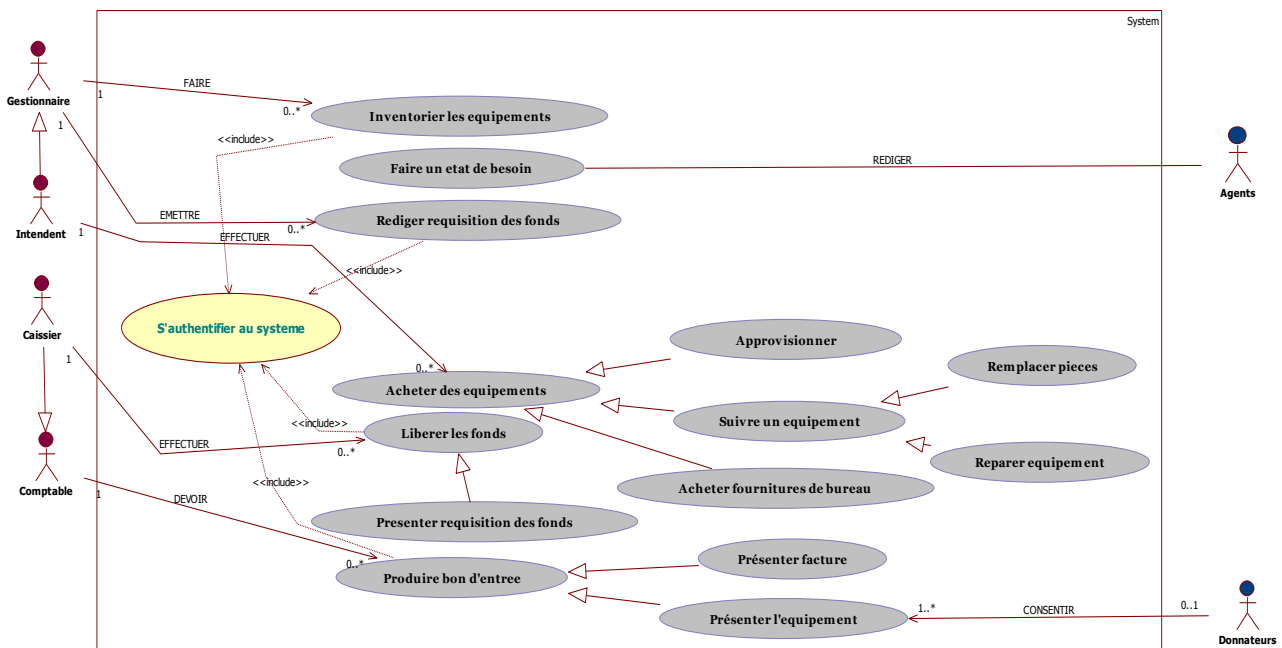 System
FAIRE
Gestionnaire
1
0..*
Inventorier les equipements
1
<<include>>
Faire un etat de besoin
REDIGER
Agents
EMETTRE
0..*
Rediger requisition des fonds
Intendent
1
EFFECTUER
<<include>>
Caissier
S'authentifier au systeme
1
Approvisionner
0..*
Remplacer pieces
Acheter des equipements
Suivre un equipement
<<include>>
Liberer les fonds
EFFECTUER
0..*
Reparer equipement
Comptable
1
<<include>>
DEVOIR
Acheter fournitures de bureau
Presenter requisition des fonds
0..*
Produire bon d'entree
Présenter facture
Présenter l'equipement
1..*
CONSENTIR
0..1
Donnateurs